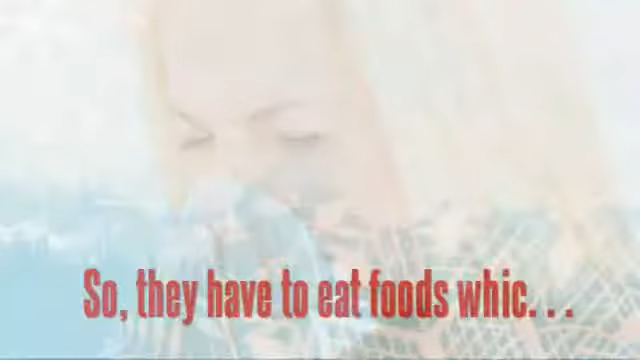 So, they have to eat foods whic. . .